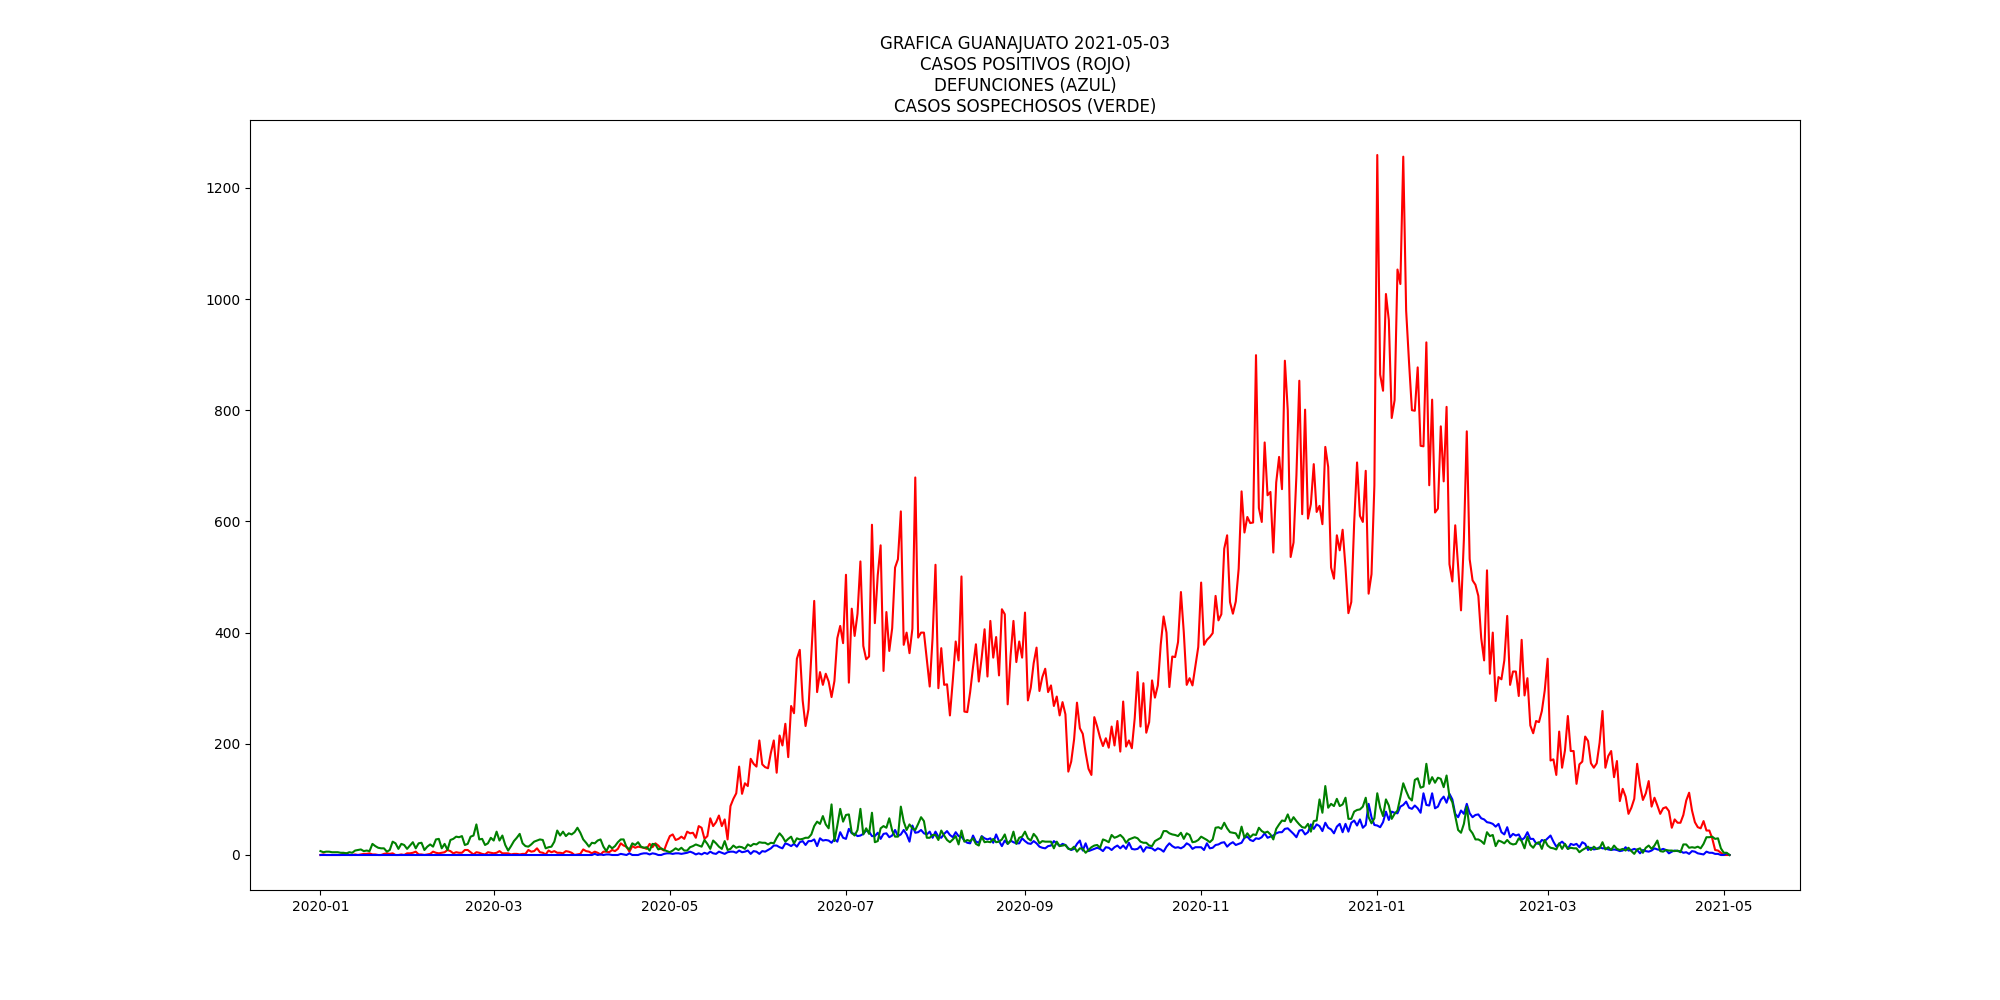 GRAFICA GUANAJUATO 2021-05-03
CASOS POSITIVOS (ROJO)
DEFUNCIONES (AZUL)
CASOS SOSPECHOSOS (VERDE)
1200
1000
800
600
400
200
0
2020-01 2020-03 2020-05 2020-07 2020-09 2020-11 2021-01 2021-03 2021-05